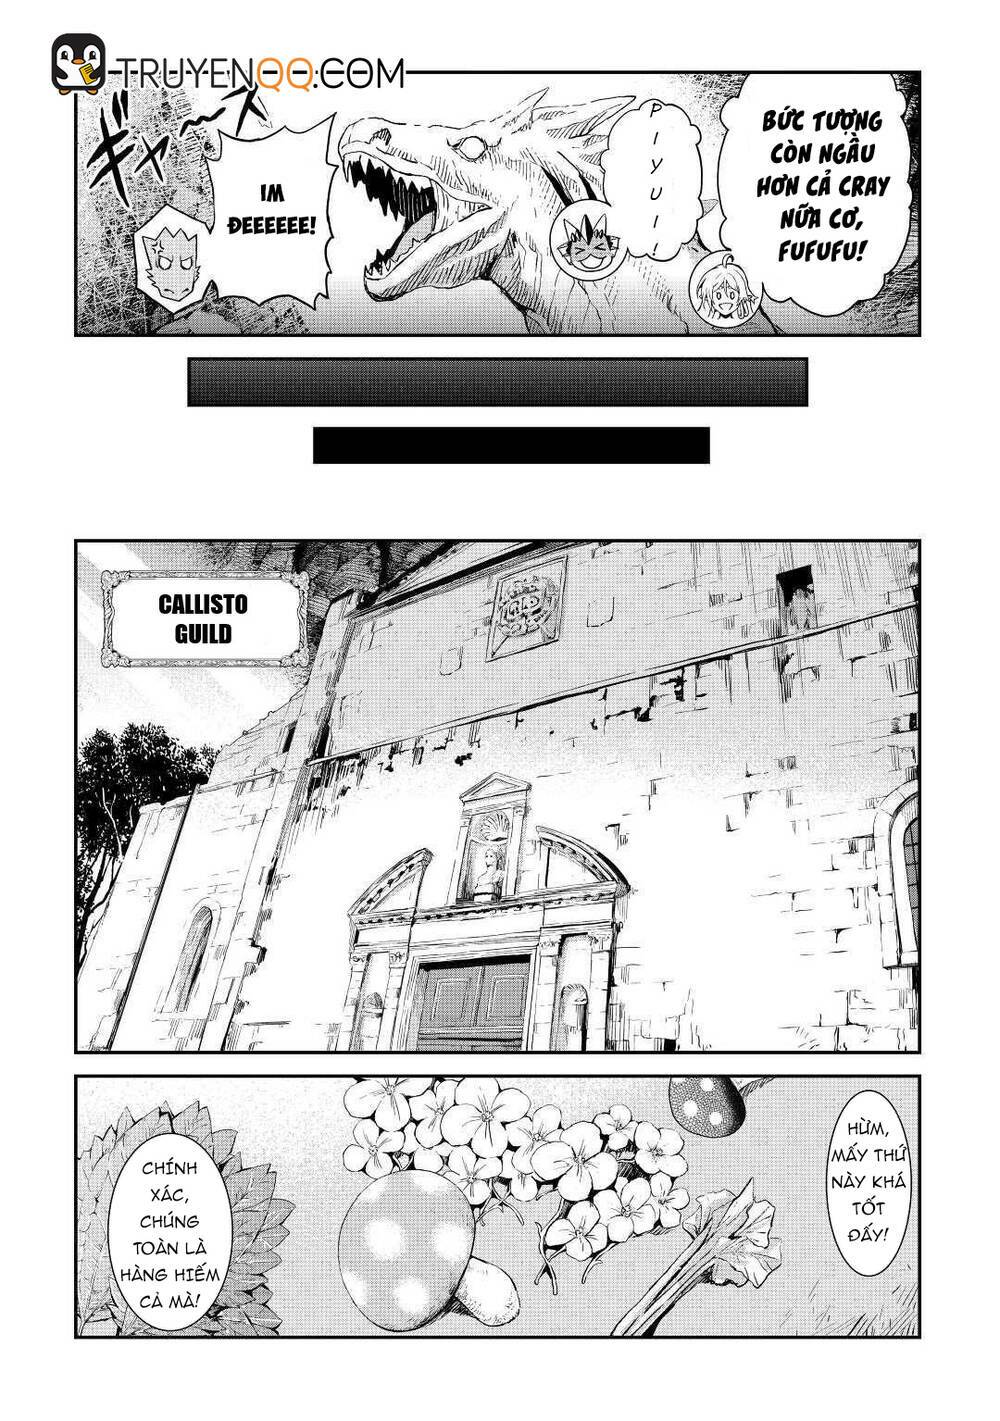 TRUYENQQ.COM
BỨC TƯỢNG
CÒN NGẦU
HƠN CẢ CRAY
NỮA CƠ,
FUFUFU!
PIYUI!
IM
ĐEEEEEE!
ギャース
CALLISTO
GUILD
HỪM,
MẤY THỨ
NÀY KHÁ
TỐT
ĐẤY!
CHÍNH
XÁC,
CHÚNG
TOÀN LÀ
HÀNG HIẾM
CẢ MÀ!